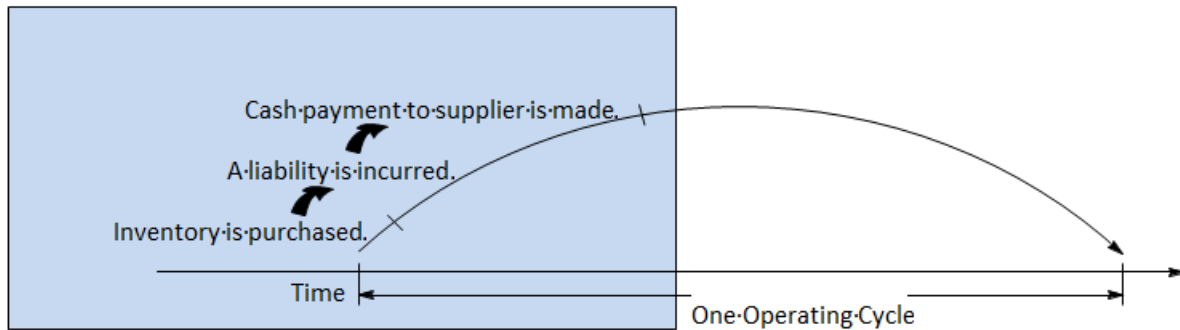 Cash·payment·to·supplier·is·made.
A·liability·is·incurred.
Inventory·is·purchased.
Time
One·Operating·Cycle